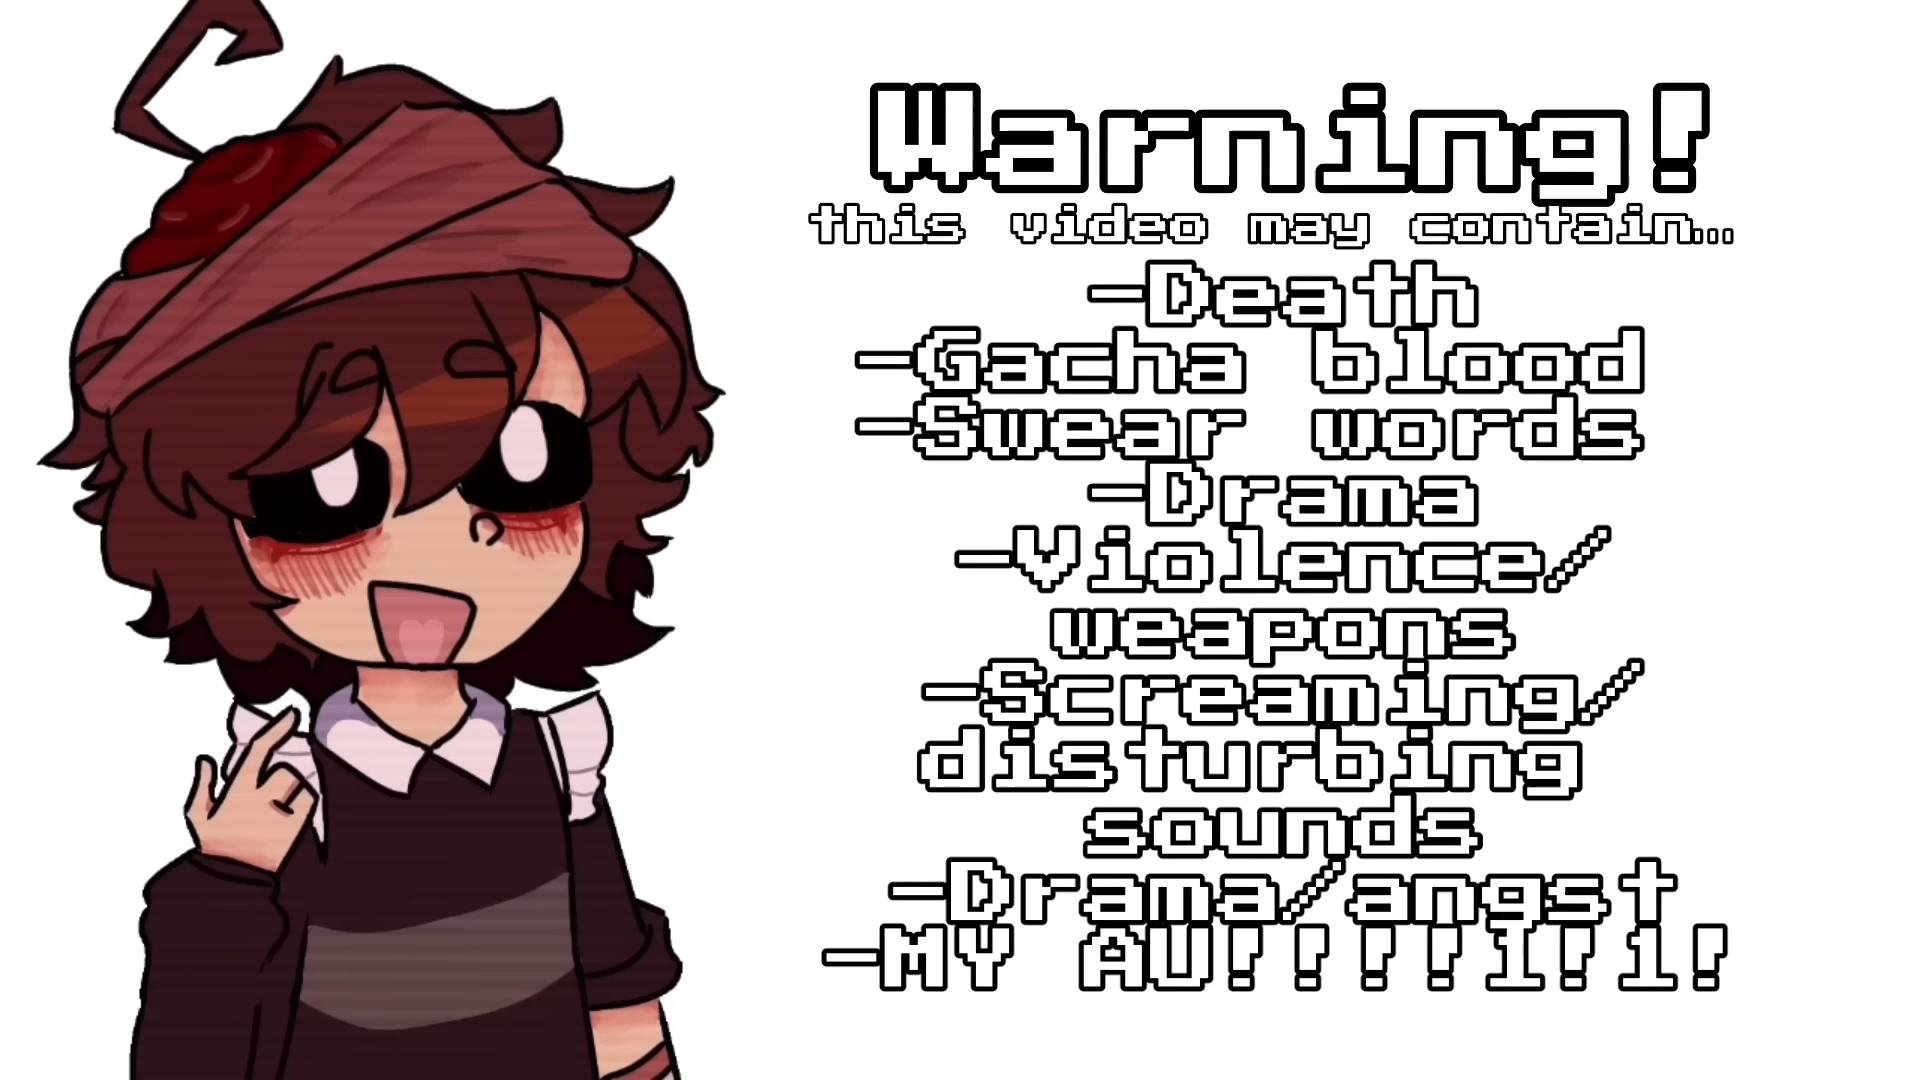 Warning!
this video may contain...
-Death
-Gacha blood
-Swear words
-Drama
-Violence/
weapons
-Screaming/
disturbing
sounds
-Drama/angst
-MY AU!!!!1!1!